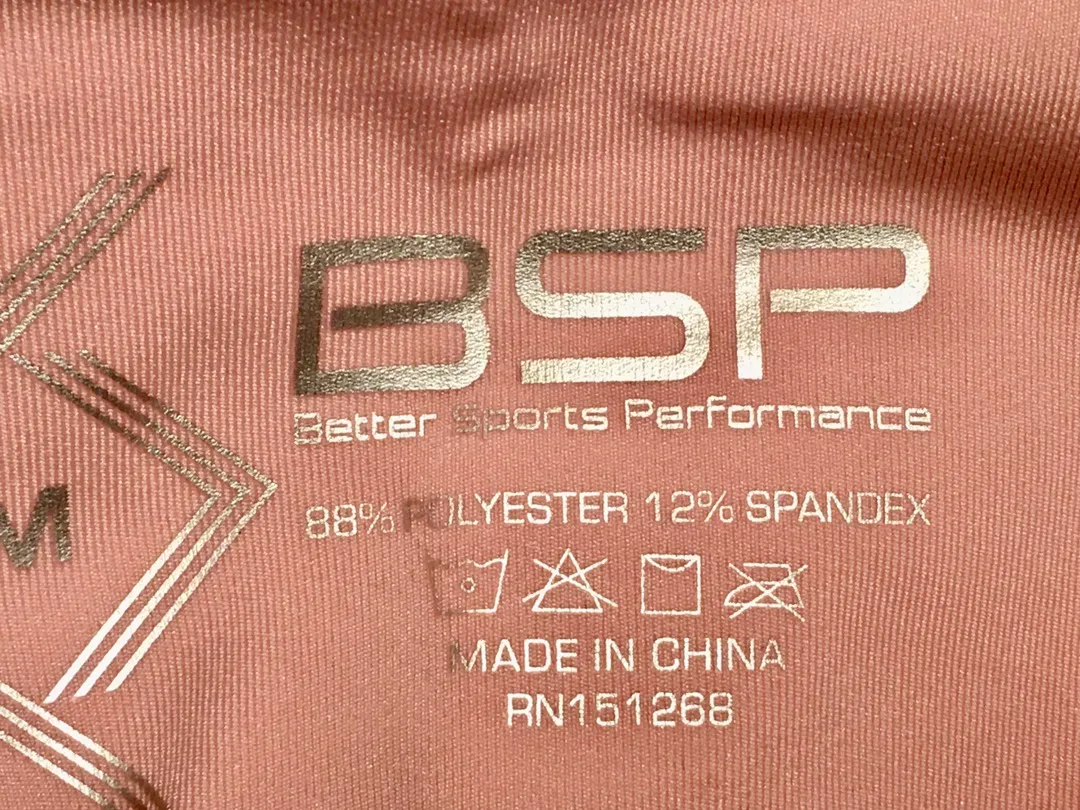 BSP
Better Sports Performance
M
88% POLYESTER 12% SPANDEX
MADE IN CHINA
RN151268